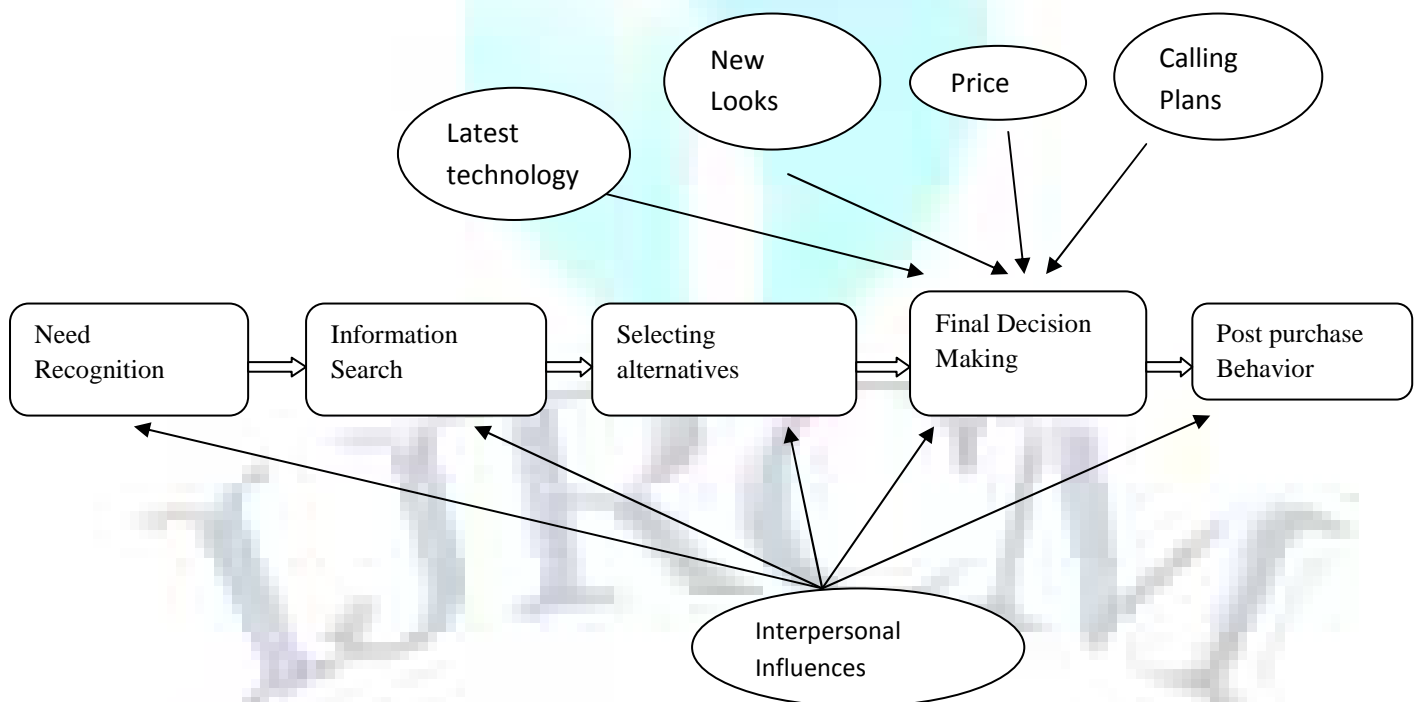 New
Looks
Price
Calling
Plans
Latest
technology
Need
Recognition
Information
Search
Selecting
alternatives
Final Decision
Making
Post purchase
Behavior
Interpersonal
Influences